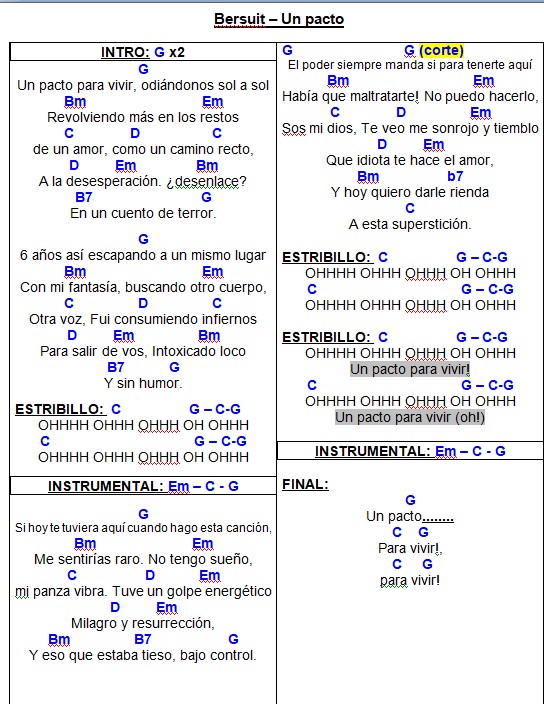 Bersuit – Un pacto
INTRO: G x2
G
Un pacto para vivir, odiándonos sol a sol
Bm Em
Revolviendo más en los restos
C D C
de un amor, como un camino recto,
D Em Bm
A la desesperación. ¿desenlace?
B7 G
En un cuento de terror.
G
6 años así escapando a un mismo lugar
Bm Em
Con mi fantasía, buscando otro cuerpo,
C D C
Otra voz, Fui consumiendo infiernos
D Em Bm
Para salir de vos, Intoxicado loco
B7 G
Y sin humor.
ESTRIBILLO: C G – C-G
OHHHH OHHH OHHH OH OHHH
C G – C-G
OHHHH OHHH OHHH OH OHHH
INSTRUMENTAL: Em – C - G
G
Si hoy te tuviera aquí cuando hago esta canción,
Bm Em
Me sentirías raro. No tengo sueño,
C D Em
mi panza vibra. Tuve un golpe energético
D Em
Milagro y resurrección,
Bm B7 G
Y eso que estaba tieso, bajo control.
G G (corte)
El poder siempre manda si para tenerte aquí
Bm Em
Había que maltratarte! No puedo hacerlo,
C D Em
Sos mi dios, Te veo me sonrojo y tiemblo
D Em
Que idiota te hace el amor,
Bm b7
Y hoy quiero darle rienda
C
A esta superstición.
ESTRIBILLO: C G – C-G
OHHHH OHHH OHHH OH OHHH
C G – C-G
OHHHH OHHH OHHH OH OHHH
ESTRIBILLO: C G – C-G
OHHHH OHHH OHHH OH OHHH
Un pacto para vivir!
C G – C-G
OHHHH OHHH OHHH OH OHHH
Un pacto para vivir (oh!)
INSTRUMENTAL: Em – C - G
FINAL:
G
Un pacto........
C G
Para vivir!,
C G
para vivir!